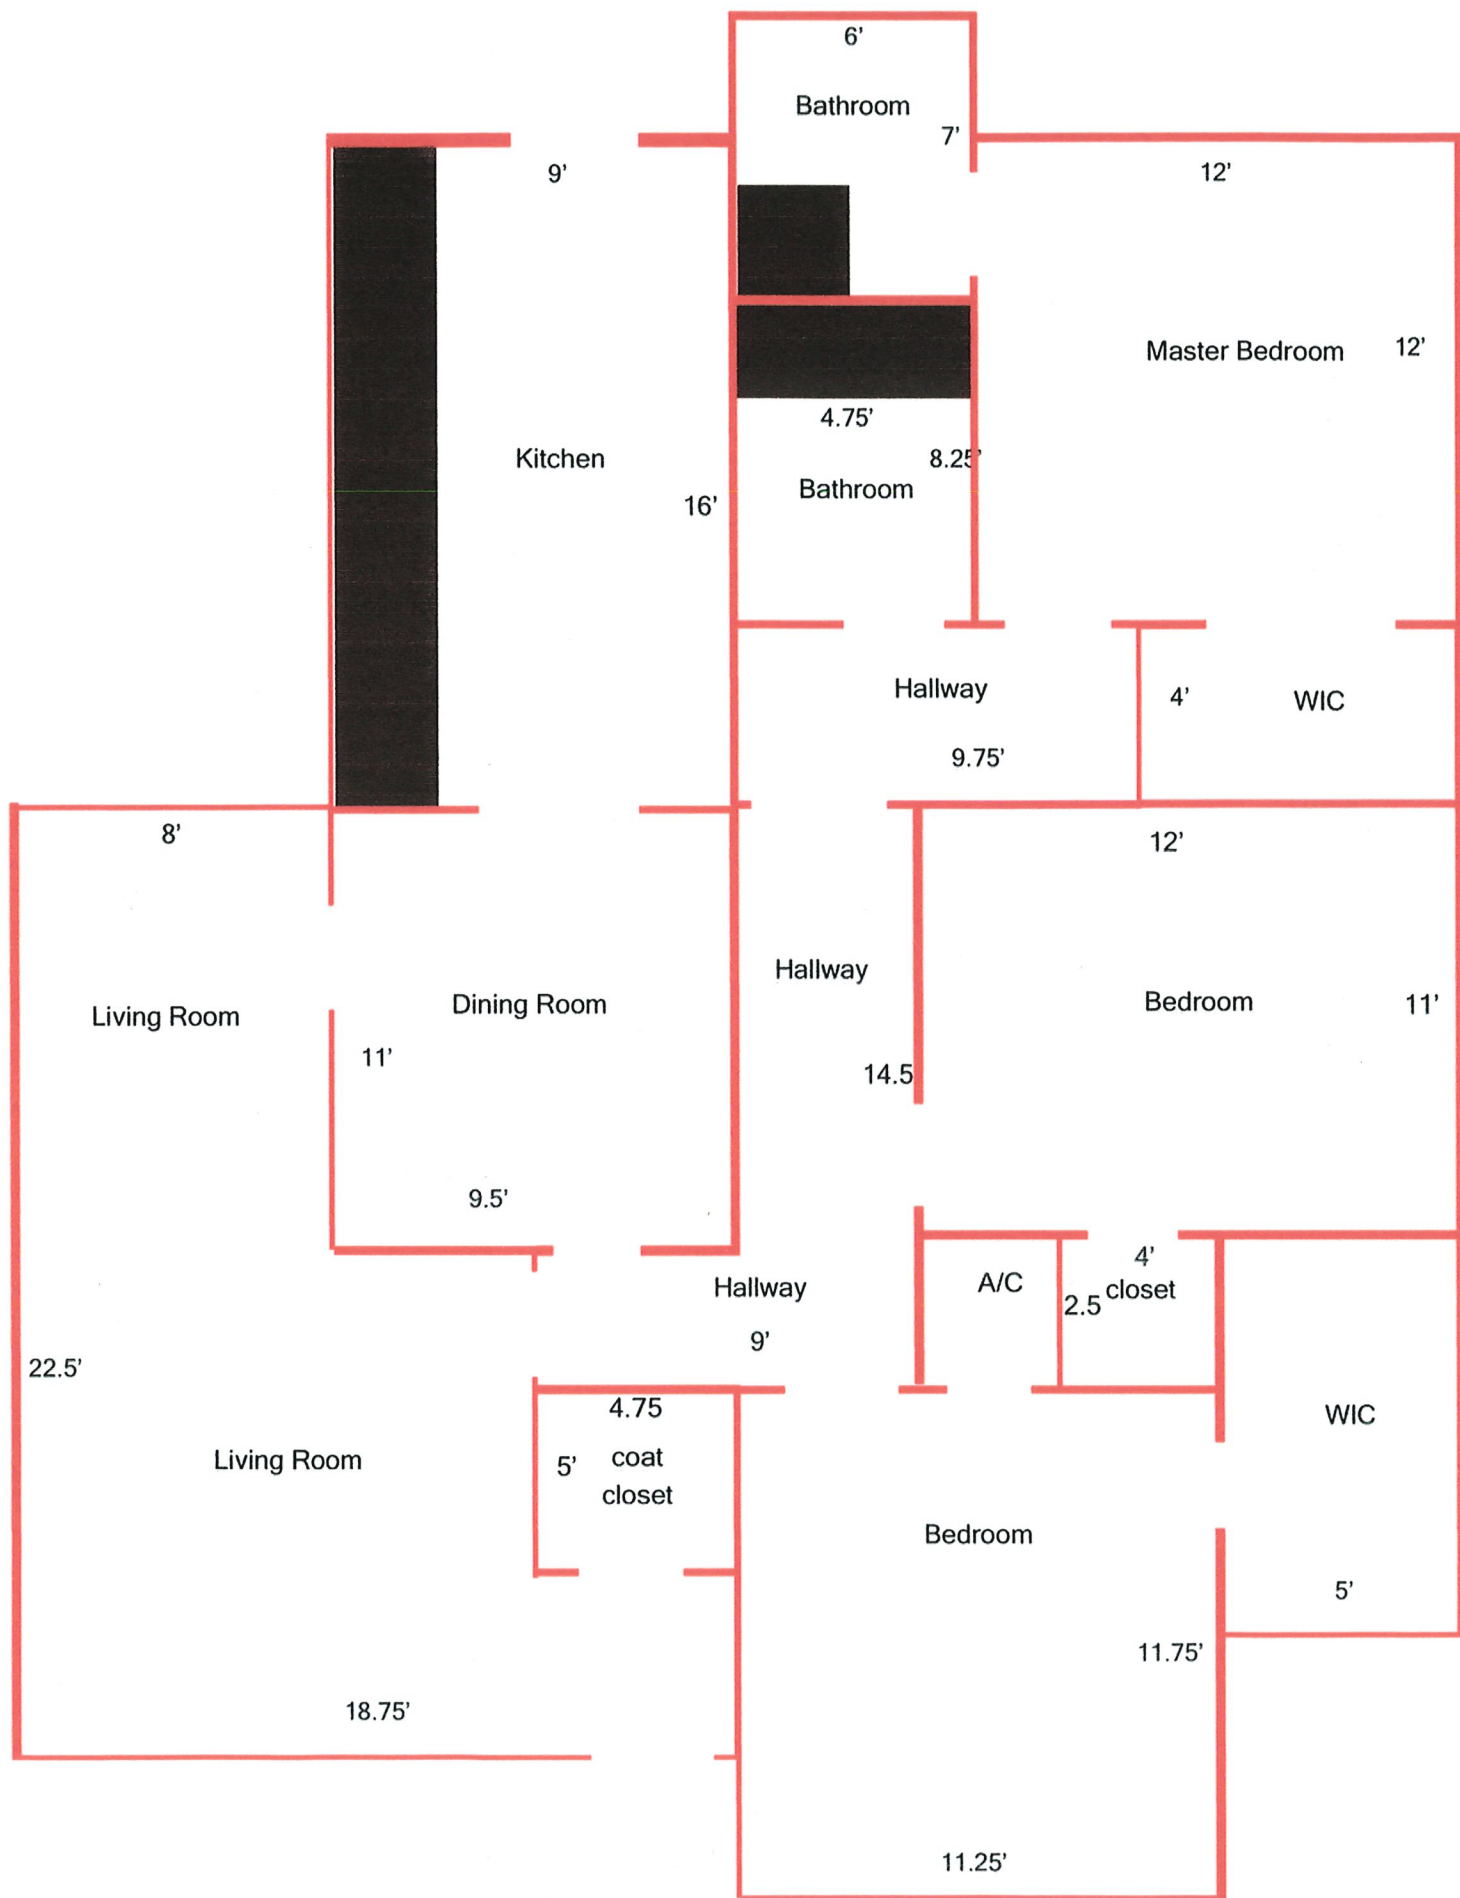 6’
Bathroom
7’
9’
12’
Master Bedroom
12’
4.75’
Kitchen
8.25’
Bathroom
16’
Hallway
4’
WIC
9.75’
8’
12’
Hallway
Living Room
Dining Room
Bedroom
11’
11’
14.5
9.5’
Hallway
A/C
4’
closet
2.5
9’
22.5’
4.75
coat
closet
5’
WIC
Living Room
Bedroom
5’
11.75’
18.75’
11.25’